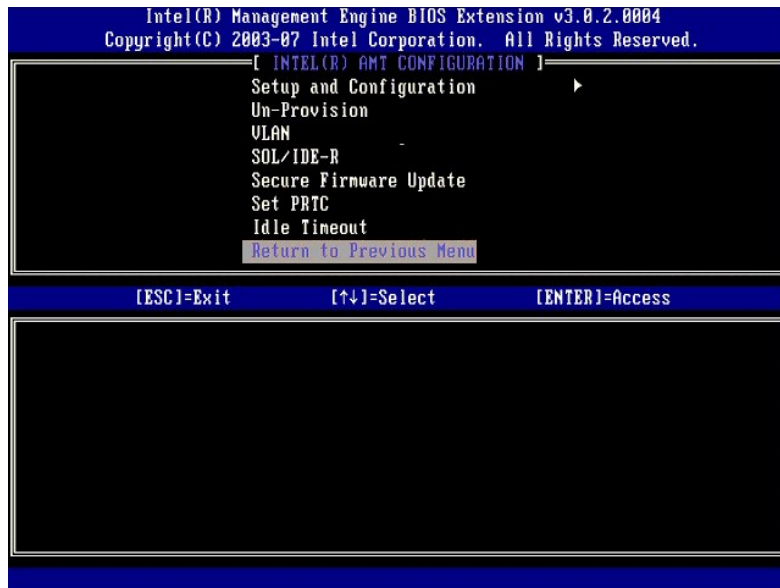 Intel(R) Management Engine BIOS Extension v3.0.2.0004
Copyright(C) 2003-07 Intel Corporation. All Rights Reserved.
[ INTEL(R) AMT CONFIGURATION ]
Setup and Configuration ►
Un-Provision
VLAN
SOL/IDE-R
Secure Firmware Update
Set PRTC
Idle Timeout
Return to Previous Menu
[ESC]=Exit [↑↓]=Select [ENTER]=Access